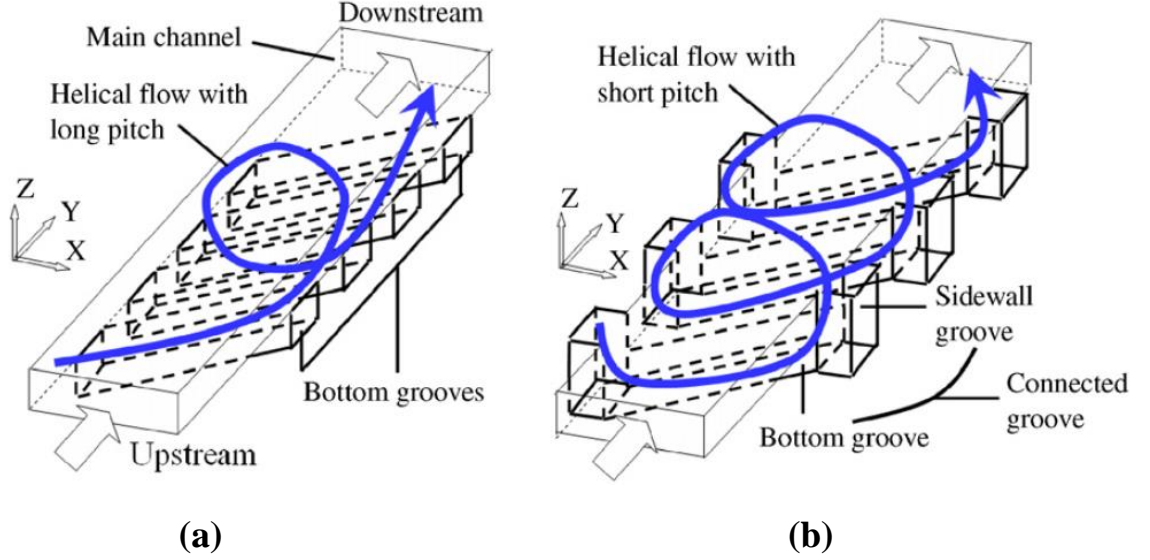 Downstream
Main channel
Helical flow with
long pitch
Z
Y
X
Bottom grooves
Upstream
(a)
Helical flow with
short pitch
Z
Y
X
Sidewall
groove
Connected
groove
Bottom groove
(b)